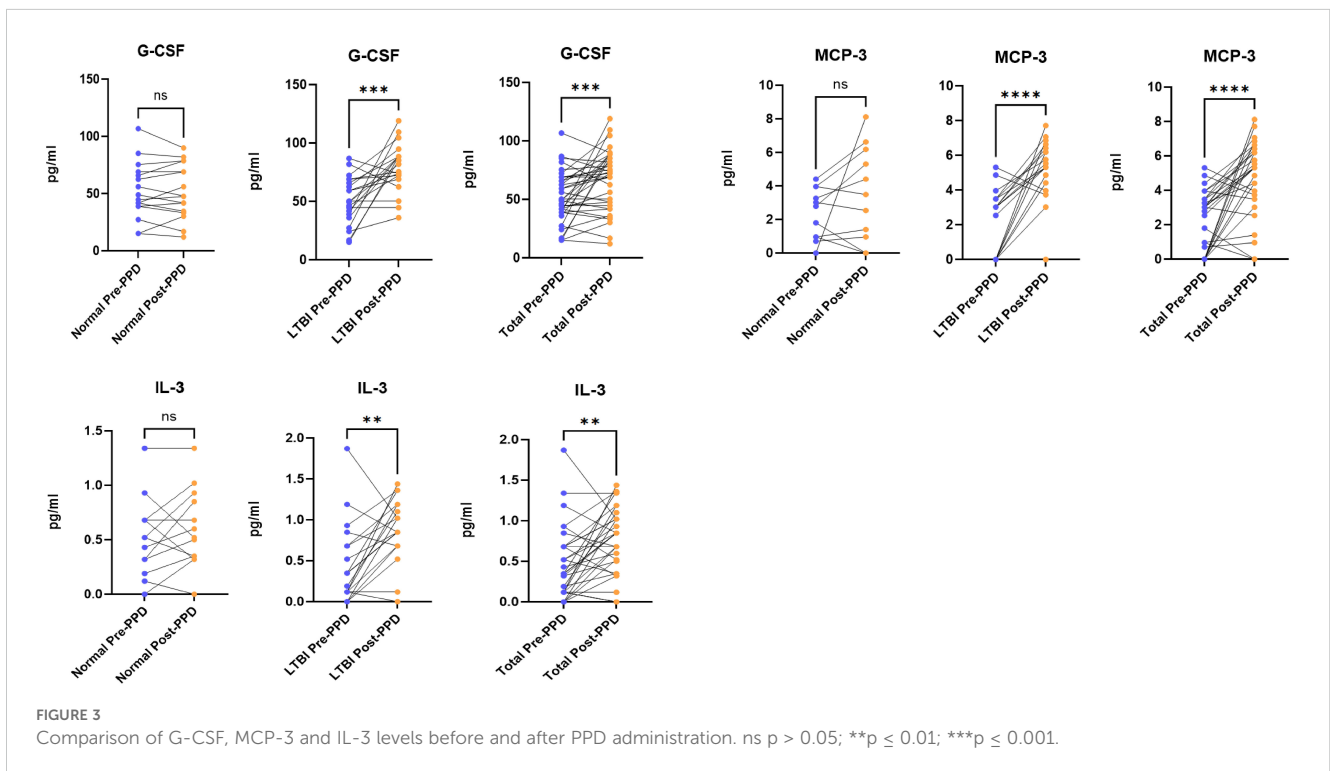 G-CSF
150
100
50
0
pg/ml
ns
Normal Pre-PPD
Normal Post-PPD
G-CSF
150
100
50
0
pg/ml
***
LTBI Pre-PPD
LTBI Post-PPD
G-CSF
150
100
50
0
pg/ml
***
Total Pre-PPD
Total Post-PPD
MCP-3
10
8
6
4
2
0
pg/ml
ns
Normal Pre-PPD
Normal Post-PPD
MCP-3
10
8
6
4
2
0
pg/ml
****
LTBI Pre-PPD
LTBI Post-PPD
MCP-3
10
8
6
4
2
0
pg/ml
****
Total Pre-PPD
Total Post-PPD
IL-3
1.5
1.0
0.5
0.0
pg/ml
ns
Normal Pre-PPD
Normal Post-PPD
IL-3
2.0
1.5
1.0
0.5
0.0
pg/ml
**
LTBI Pre-PPD
LTBI Post-PPD
IL-3
2.0
1.5
1.0
0.5
0.0
pg/ml
**
Total Pre-PPD
Total Post-PPD
FIGURE 3
Comparison of G-CSF, MCP-3 and IL-3 levels before and after PPD administration. ns p > 0.05; **p ≤ 0.01; ***p ≤ 0.001.